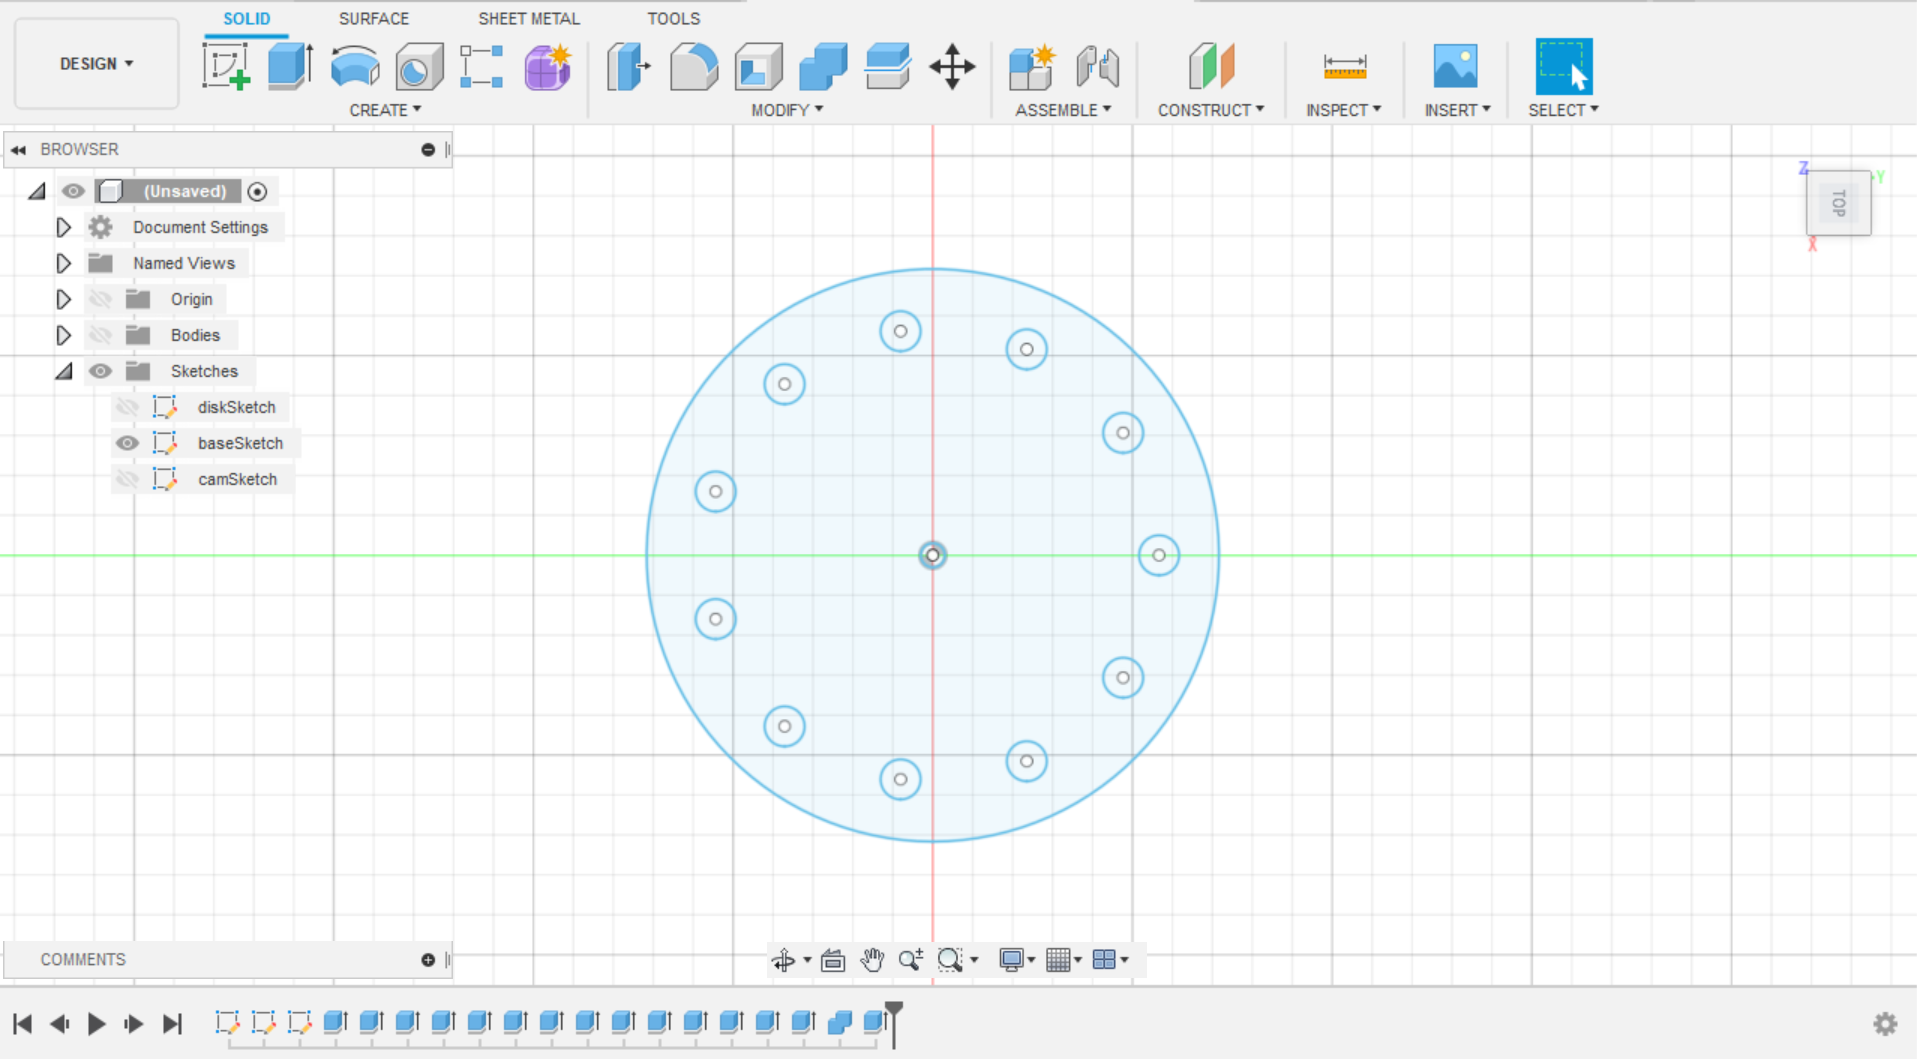 SOLID SURFACE SHEET METAL TOOLS
DESIGN
CREATE MODIFY ASSEMBLE CONSTRUCT INSPECT INSERT SELECT
BROWSER
(Unsaved)
Document Settings
Named Views
Origin
Bodies
Sketches
diskSketch
baseSketch
camSketch
Z
Y
TOP
X
COMMENTS